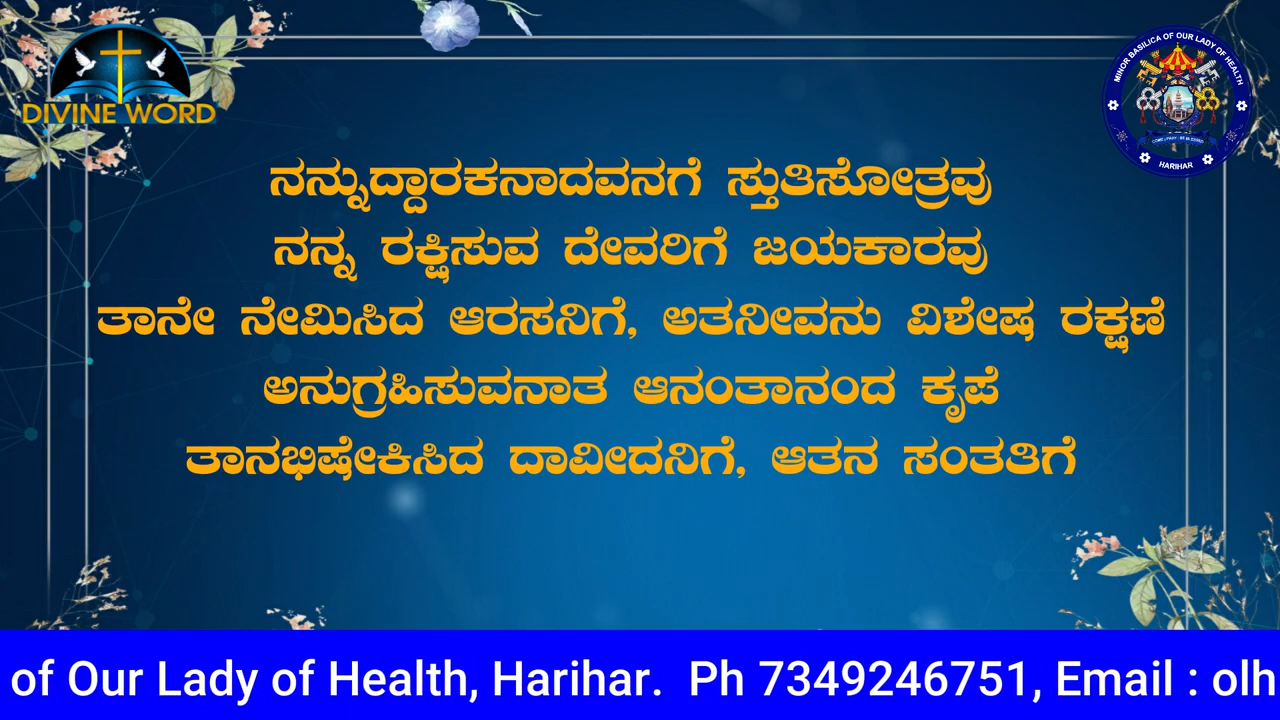 DIVINE WORD
MINOR BASILICA OF OUR LADY OF HEALTH
HARIHAR
ನನ್ನುದ್ದಾರಕನಾದವನಗೆ ಸ್ತುತಿಸೋತ್ರವು
ನನ್ನ ರಕ್ಷಿಸುವ ದೇವರಿಗೆ ಜಯಕಾರವು
ತಾನೇ ನೇಮಿಸಿದ ಆರಸನಿಗೆ, ಅತನೀವನು ವಿಶೇಷ ರಕ್ಷಣೆ
ಅನುಗ್ರಹಿಸುವನಾತ ಆನಂತಾನಂದ ಕೃಪೆ
ತಾನಭಿಷೇಕಿಸಿದ ದಾವೀದನಿಗೆ, ಆತನ ಸಂತತಿಗೆ
of Our Lady of Health, Harihar. Ph 7349246751, Email : olh